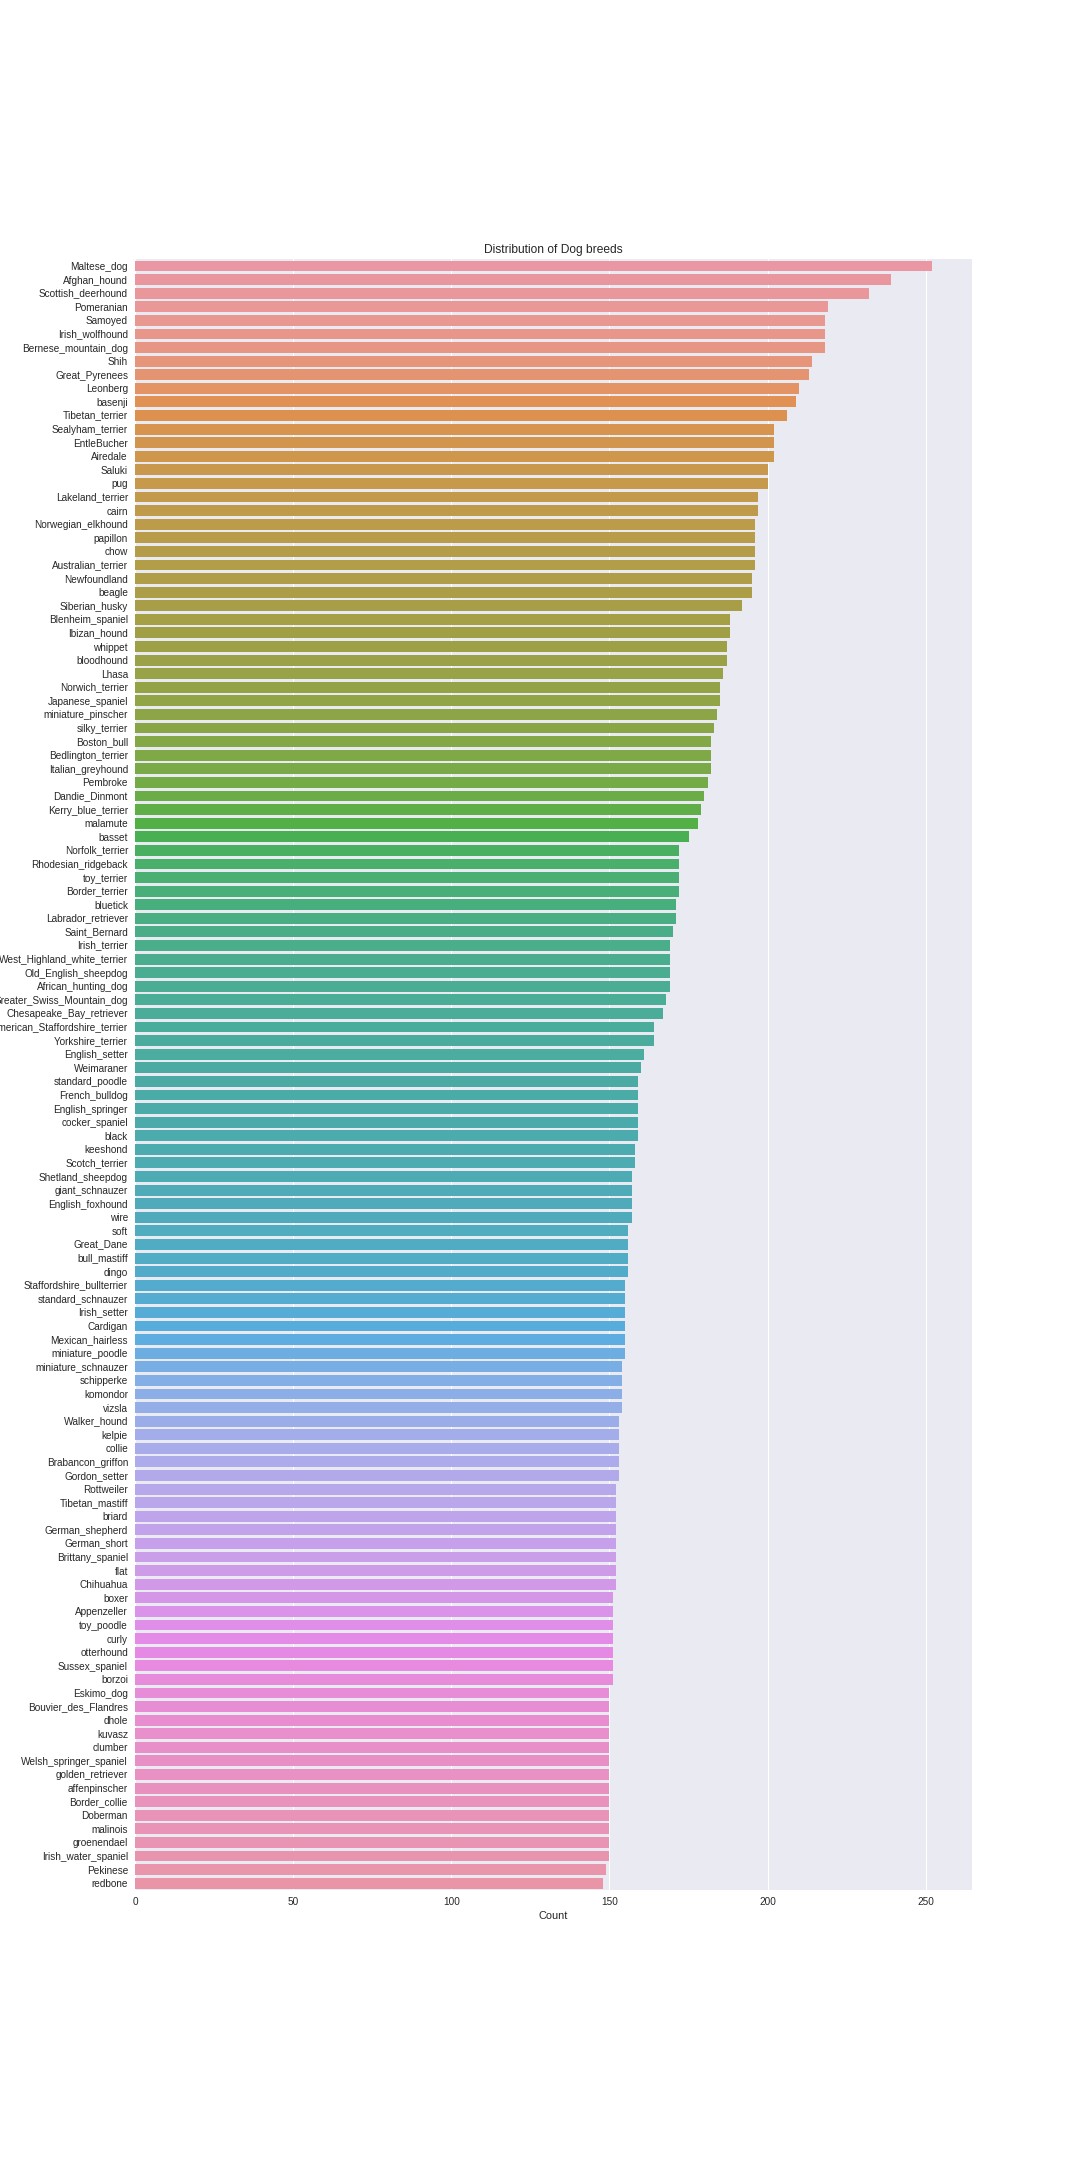 Distribution of Dog breeds
Maltese_dog
Afghan_hound
Scottish_deerhound
Pomeranian
Samoyed
Irish_wolfhound
Bernese_mountain_dog
Shih
Great_Pyrenees
Leonberg
basenji
Tibetan_terrier
Sealyham_terrier
EntleBucher
Airedale
Saluki
pug
Lakeland_terrier
cairn
Norwegian_elkhound
papillon
chow
Australian_terrier
Newfoundland
beagle
Siberian_husky
Blenheim_spaniel
Ibizan_hound
whippet
bloodhound
Lhasa
Norwich_terrier
Japanese_spaniel
miniature_pinscher
silky_terrier
Boston_bull
Bedlington_terrier
Italian_greyhound
Pembroke
Dandie_Dinmont
Kerry_blue_terrier
malamute
basset
Norfolk_terrier
Rhodesian_ridgeback
toy_terrier
Border_terrier
bluetick
Labrador_retriever
Saint_Bernard
Irish_terrier
West_Highland_white_terrier
Old_English_sheepdog
African_hunting_dog
reater_Swiss_Mountain_dog
Chesapeake_Bay_retriever
merican_Staffordshire_terrier
Yorkshire_terrier
English_setter
Weimaraner
standard_poodle
French_bulldog
English_springer
cocker_spaniel
black
keeshond
Scotch_terrier
Shetland_sheepdog
giant_schnauzer
English_foxhound
wire
soft
Great_Dane
bull_mastiff
dingo
Staffordshire_bullterrier
standard_schnauzer
Irish_setter
Cardigan
Mexican_hairless
miniature_poodle
miniature_schnauzer
schipperke
komondor
vizsla
Walker_hound
kelpie
collie
Brabancon_griffon
Gordon_setter
Rottweiler
Tibetan_mastiff
briard
German_shepherd
German_short
Brittany_spaniel
flat
Chihuahua
boxer
Appenzeller
toy_poodle
curly
otterhound
Sussex_spaniel
borzoi
Eskimo_dog
Bouvier_des_Flandres
dhole
kuvasz
clumber
Welsh_springer_spaniel
golden_retriever
affenpinscher
Border_collie
Doberman
malinois
groenendael
Irish_water_spaniel
Pekinese
redbone
0 50 100 150 200 250
Count